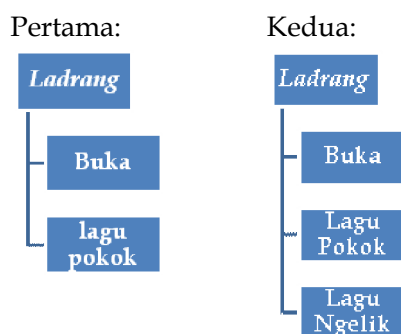 Pertama:
Ladrang
Buka
lagu
pokok
Kedua:
Ladrang
Buka
Lagu
Pokok
Lagu
Ngelik